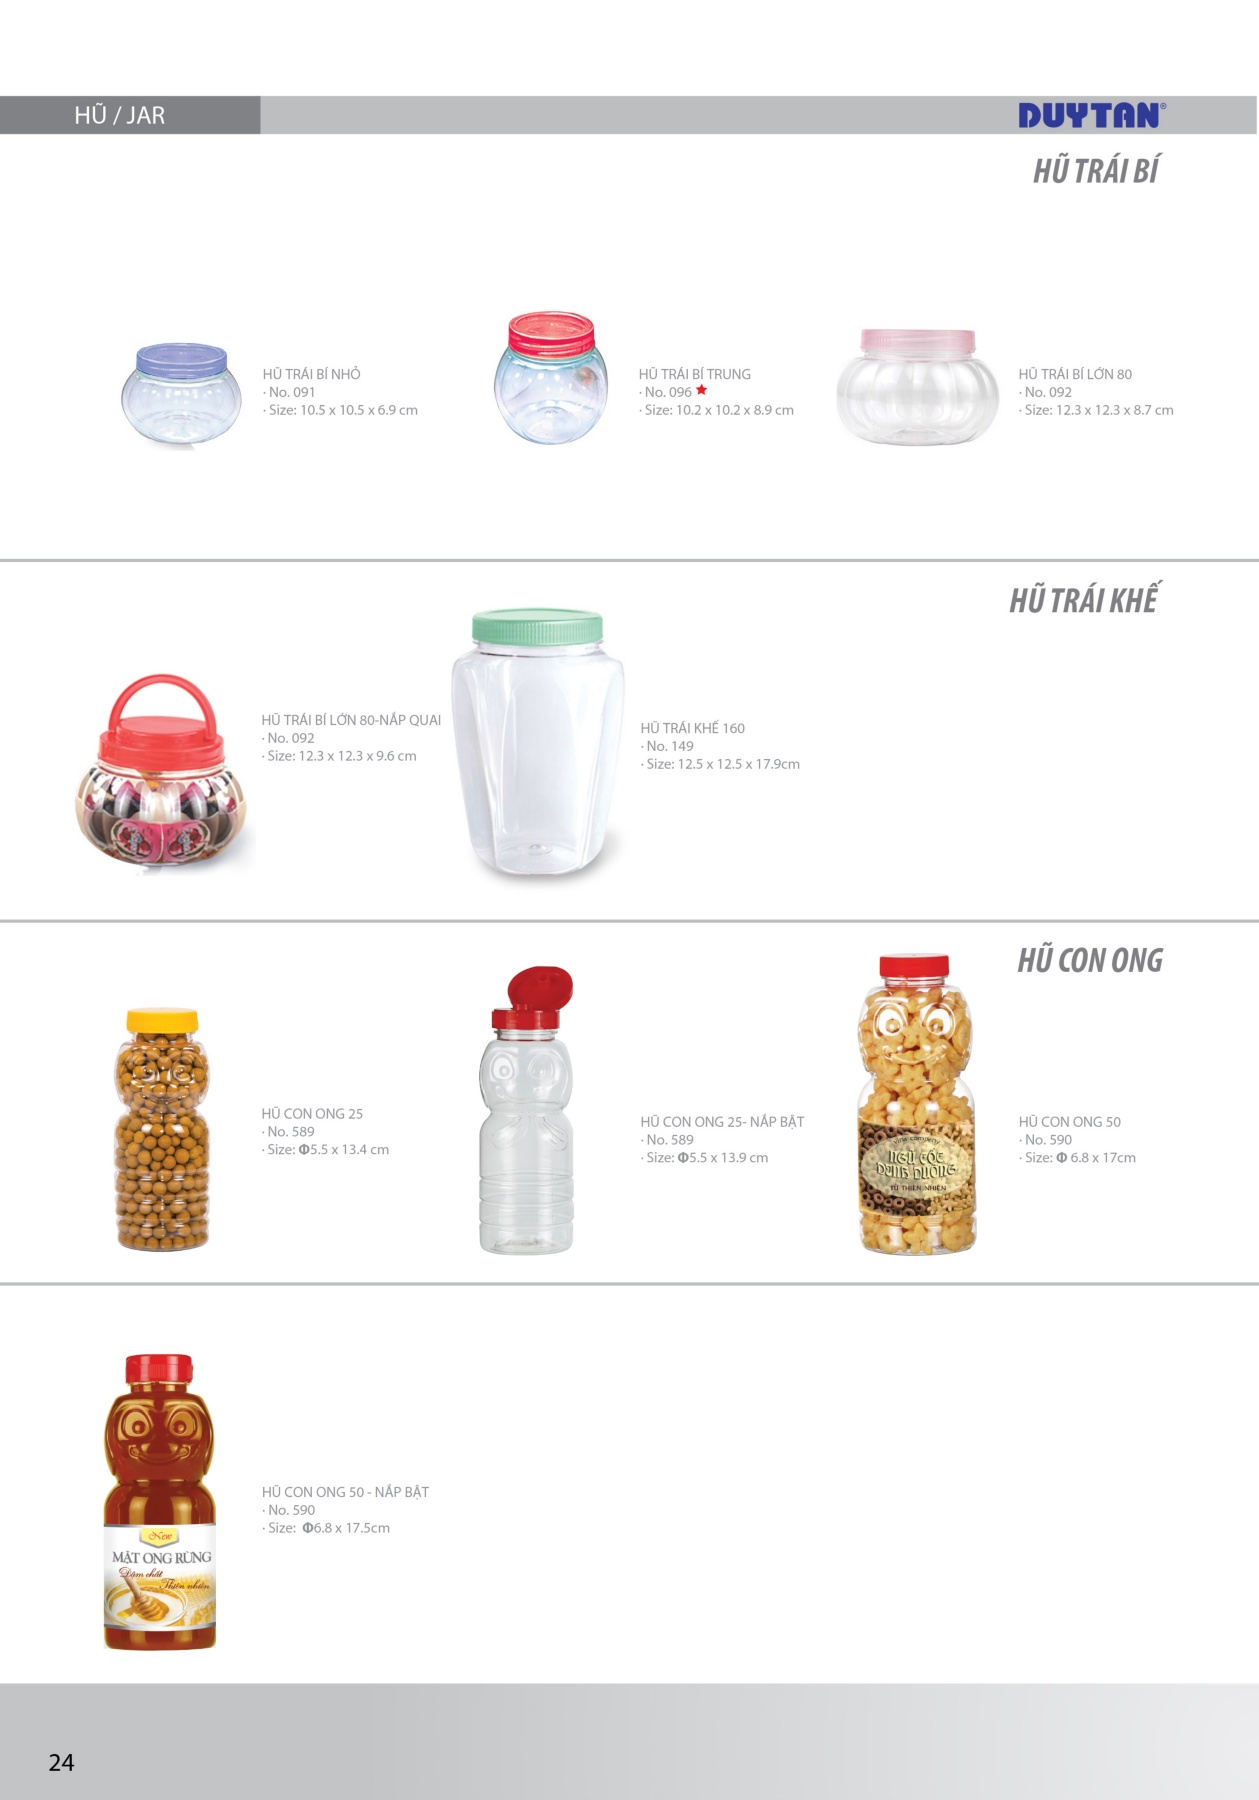 HŨ / JAR
DUYTAN®
HŨ TRÁI BÍ
HŨ TRÁI BÍ NHỎ
· No. 091
· Size: 10.5 x 10.5 x 6.9 cm
HŨ TRÁI BÍ TRUNG
· No. 096 ★
· Size: 10.2 x 10.2 x 8.9 cm
HŨ TRÁI BÍ LỚN 80
· No. 092
· Size: 12.3 x 12.3 x 8.7 cm
HŨ TRÁI KHẾ
HŨ TRÁI BÍ LỚN 80-NẮP QUAI
· No. 092
· Size: 12.3 x 12.3 x 9.6 cm
HŨ TRÁI KHẾ 160
· No. 149
· Size: 12.5 x 12.5 x 17.9cm
HŨ CON ONG
HŨ CON ONG 25
· No. 589
· Size: Φ5.5 x 13.4 cm
HŨ CON ONG 25- NẮP BẬT
· No. 589
· Size: Φ5.5 x 13.9 cm
vina company
NGŨ CỐC
DINH DƯỠNG
TỪ THIÊN NHIÊN
HŨ CON ONG 50
· No. 590
· Size: Φ 6.8 x 17cm
New
MẬT ONG RỪNG
Đậm chất
Thiên nhiên
HŨ CON ONG 50 - NẮP BẬT
· No. 590
· Size: Φ6.8 x 17.5cm
24